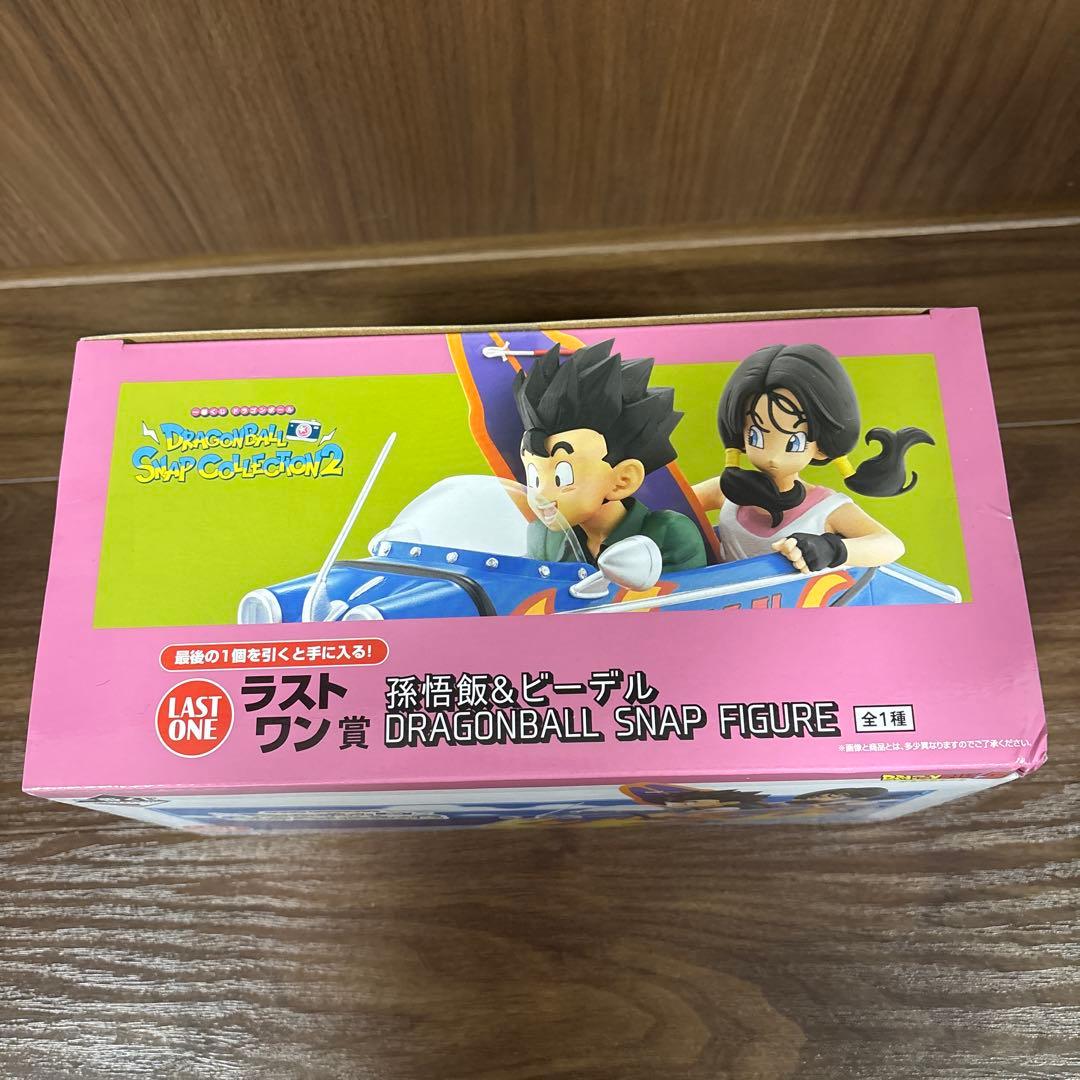 一番くじ ドラゴンボール
DRAGONBALL
SNAP COLLECTION2
最後の1個を引くと手に入る!
LAST
ONE
ラスト
ワン賞
孫悟飯&ビーデル
DRAGONBALL SNAP FIGURE
全1種
※画像と商品とは、多少異なりますのでご了承ください。